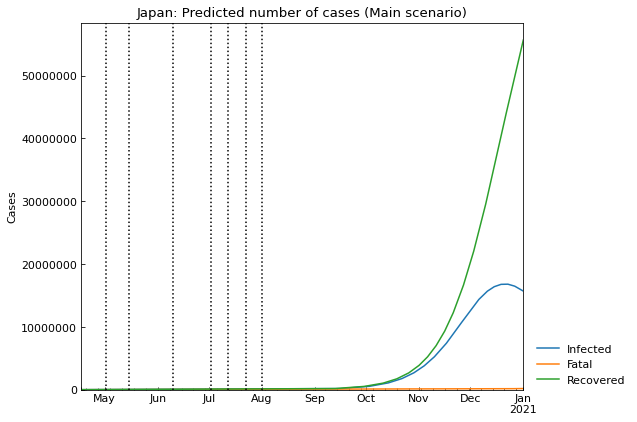 Japan: Predicted number of cases (Main scenario)
Cases
50000000
40000000
30000000
20000000
10000000
0
May Jun Jul Aug Sep Oct Nov Dec Jan
2021
Infected
Fatal
Recovered